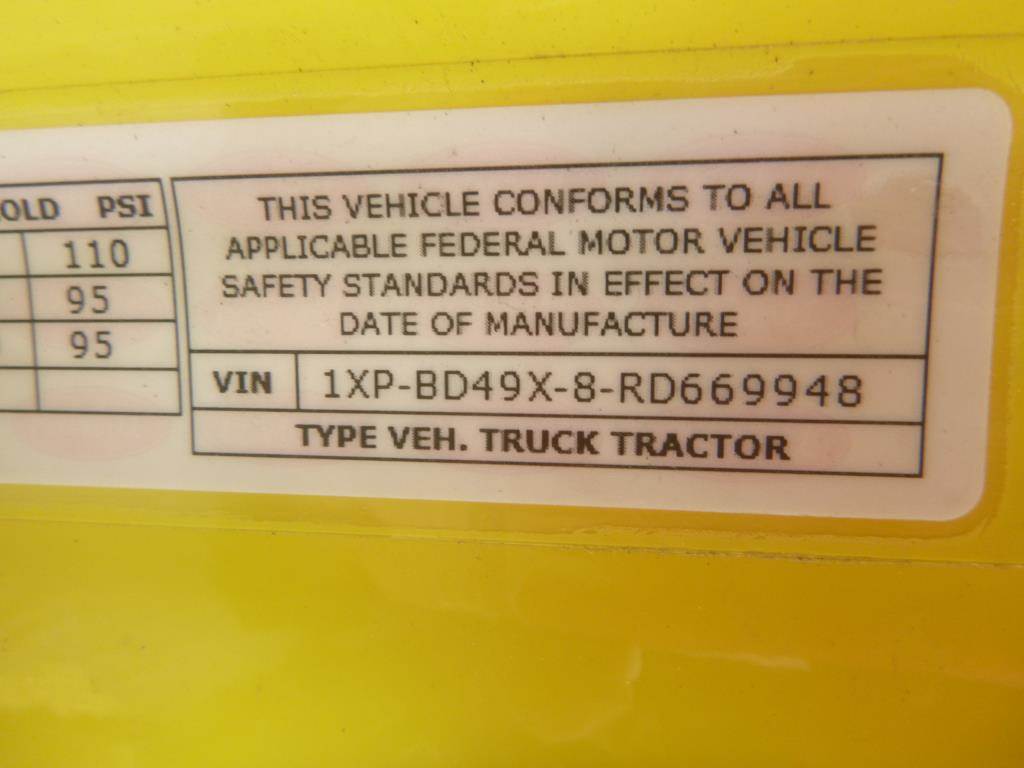 OLD PSI
110
95
95
THIS VEHICLE CONFORMS TO ALL
APPLICABLE FEDERAL MOTOR VEHICLE
SAFETY STANDARDS IN EFFECT ON THE
DATE OF MANUFACTURE
VIN 1XP-BD49X-8-RD669948
TYPE VEH. TRUCK TRACTOR